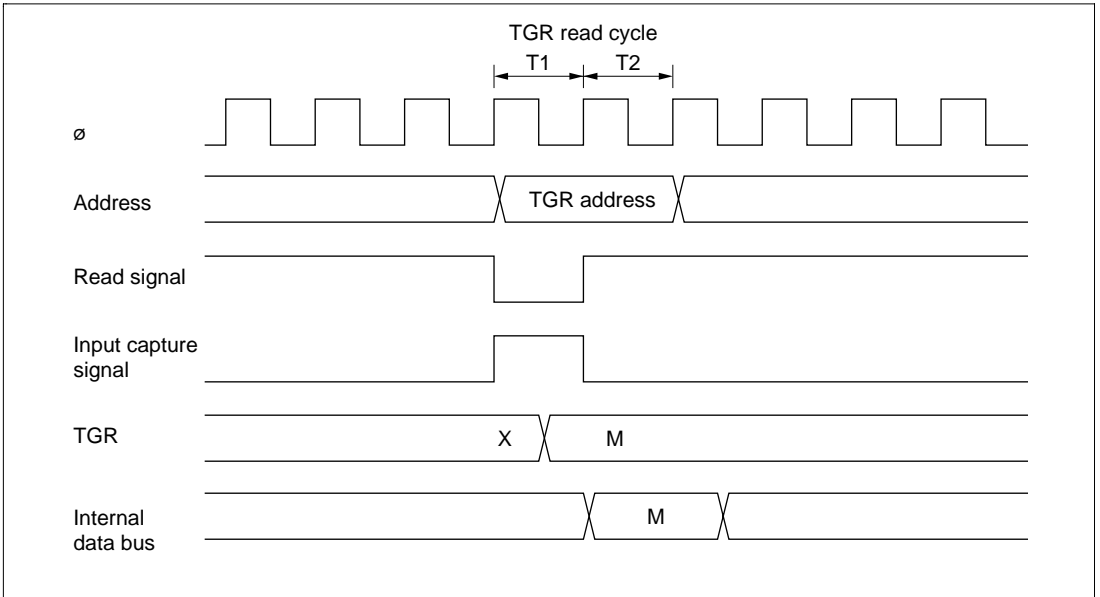 TGR read cycle
T1 T2
ø
Address TGR address
Read signal
Input capture
signal
TGR X M
Internal
data bus M